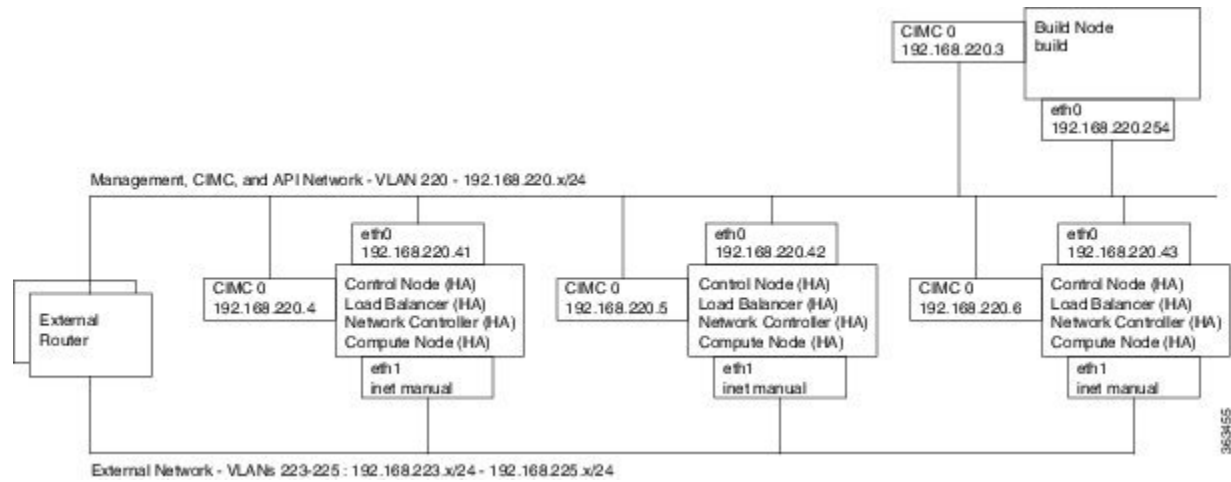 CIMC 0
192.168.220.3
Build Node
build
eth0
192.168.220.254
Management, CIMC, and API Network - VLAN 220 - 192.168.220.x/24
eth0
192.168.220.41
eth0
192.168.220.42
eth0
192.168.220.43
External
Router
CIMC 0
192.168.220.4
Control Node (HA)
Load Balancer (HA)
Network Controller (HA)
Compute Node (HA)
CIMC 0
192.168.220.5
Control Node (HA)
Load Balancer (HA)
Network Controller (HA)
Compute Node (HA)
CIMC 0
192.168.220.6
Control Node (HA)
Load Balancer (HA)
Network Controller (HA)
Compute Node (HA)
eth1
inet manual
eth1
inet manual
eth1
inet manual
External Network - VLANs 223-225 : 192.168.223.x/24 - 192.168.225.x/24
363455